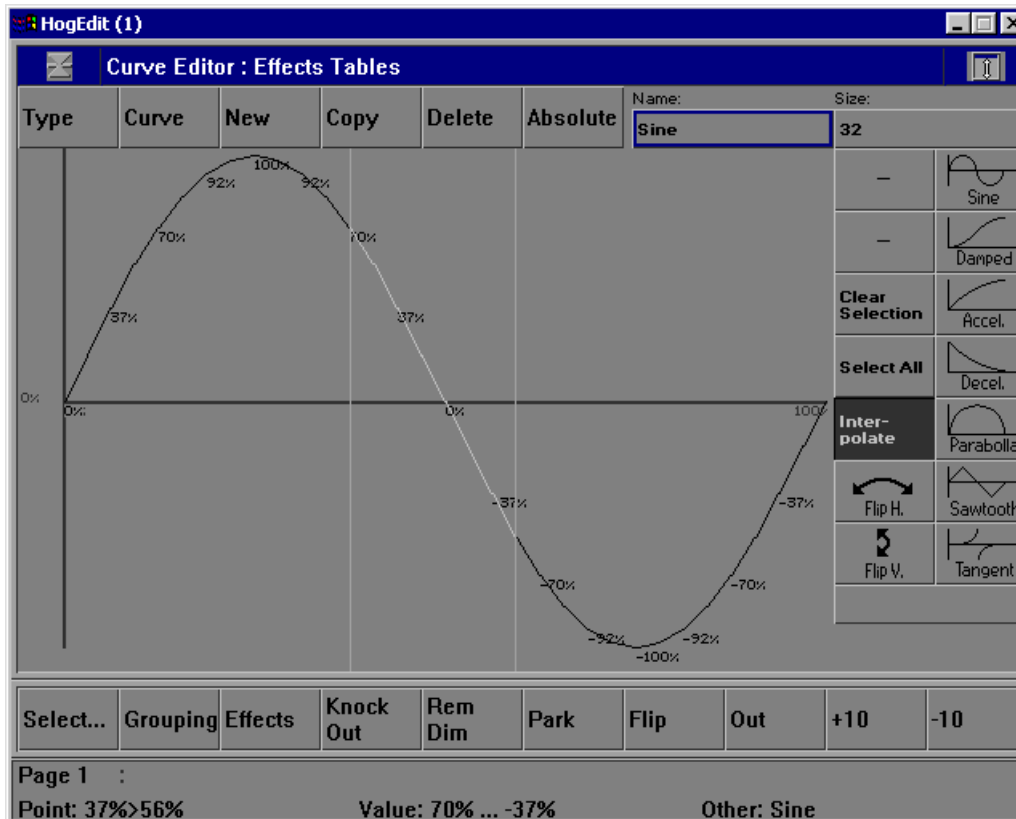 HogEdit (1)
Curve Editor : Effects Tables
Type Curve New Copy Delete Absolute
Name:
Sine
Size:
32
100%
92% 92%
70% 70%
37% 37%
0%
0% 0% 100%
-37% -37%
-70% -70%
-92% -92%
-100%
–
Sine
–
Damped
Clear
Selection
Accel.
Select All
Decel.
Inter-
polate
Parabolla
Flip H.
Sawtooth
Flip V.
Tangent
Select... Grouping Effects Knock Out Rem Dim Park Flip Out +10 -10
Page 1 :
Point: 37%>56% Value: 70% ... -37% Other: Sine